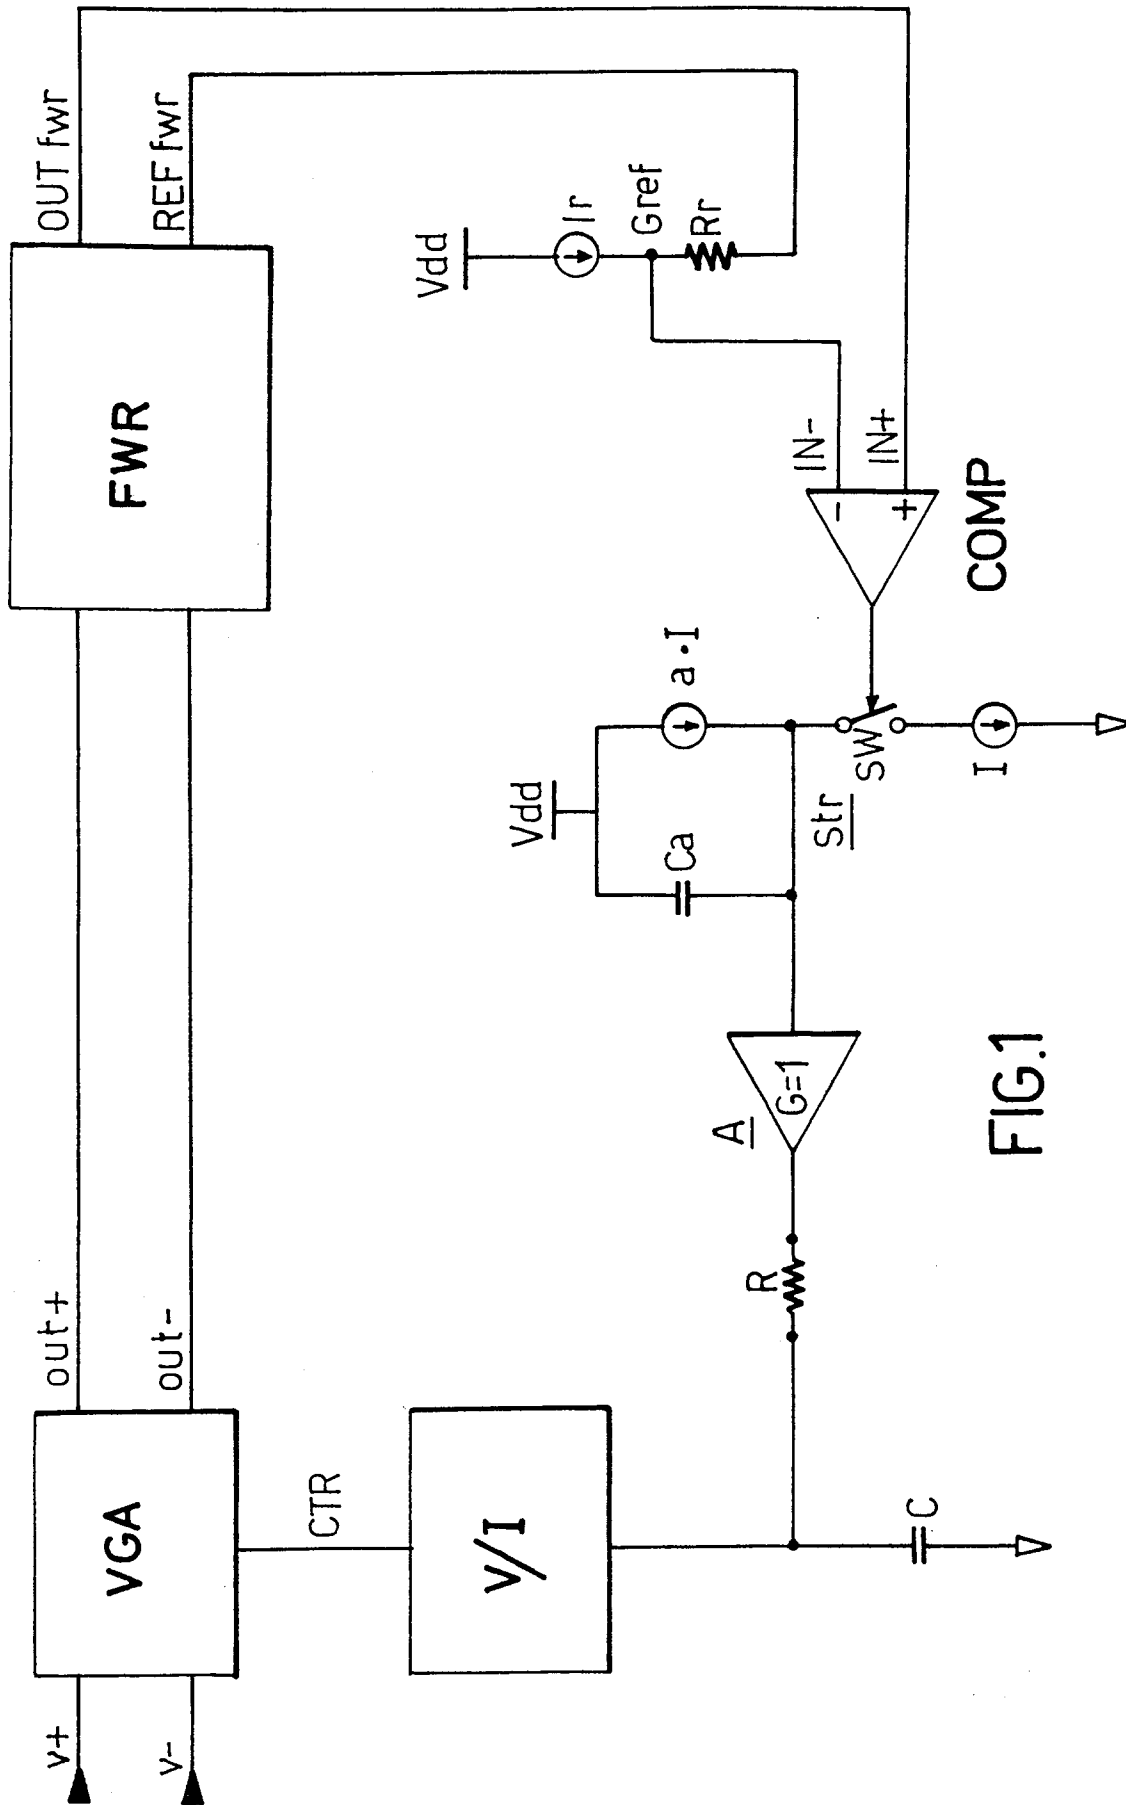 v+
v-
VGA
out+
out-
FWR
OUT fwr
REF fwr
CTR
V/I
C
R
A
G=1
Vdd
Ca
a·I
Str
SW
I
COMP
IN-
IN+
-
+
Vdd
Ir
Gref
Rr
FIG.1